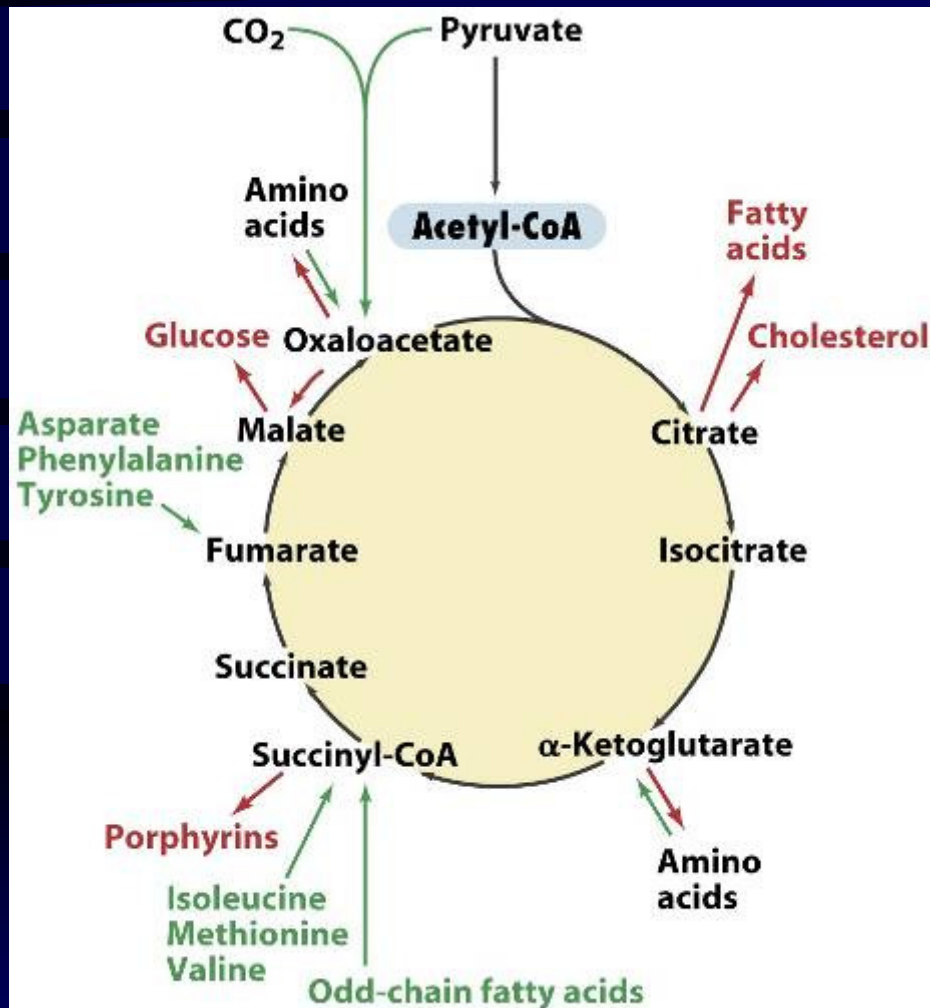 CO2
Pyruvate
Amino
acids
Acetyl-CoA
Fatty
acids
Glucose
Oxaloacetate
Cholesterol
Asparate
Phenylalanine
Tyrosine
Malate
Citrate
Fumarate
Isocitrate
Succinate
Succinyl-CoA
α-Ketoglutarate
Porphyrins
Amino
acids
Isoleucine
Methionine
Valine
Odd-chain fatty acids